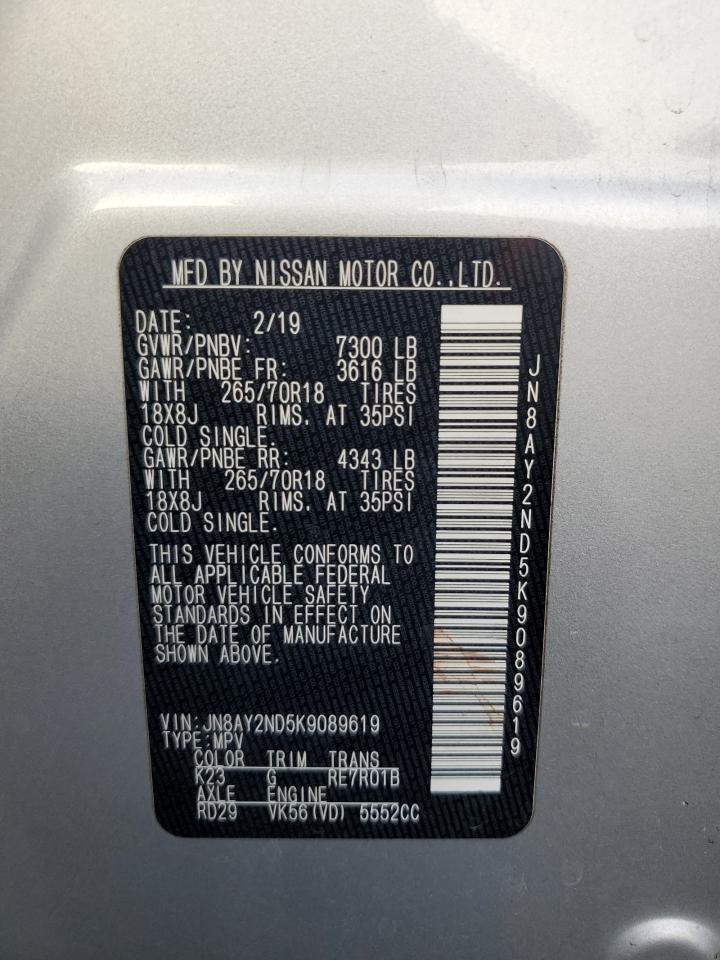 MFD BY NISSAN MOTOR CO.,LTD.
DATE: 2/19
GVWR/PNBV: 7300 LB
GAWR/PNBE FR: 3616 LB
WITH 265/70R18 TIRES
18X8J RIMS. AT 35PSI
COLD SINGLE.
GAWR/PNBE RR: 4343 LB
WITH 265/70R18 TIRES
18X8J RIMS. AT 35PSI
COLD SINGLE.
THIS VEHICLE CONFORMS TO
ALL APPLICABLE FEDERAL
MOTOR VEHICLE SAFETY
STANDARDS IN EFFECT ON
THE DATE OF MANUFACTURE
SHOWN ABOVE.
VIN:JN8AY2ND5K9089619
TYPE:MPV
COLOR TRIM TRANS
K23 G RE7R01B
AXLE ENGINE
RD29 VK56(VD) 5552CC
JN8AY2ND5K9089619